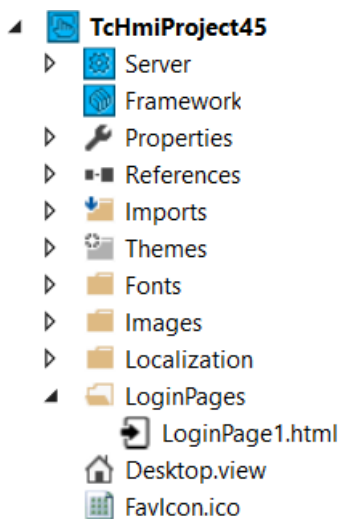 TcHmiProject45
Server
Framework
Properties
References
Imports
Themes
Fonts
Images
Localization
LoginPages
LoginPage1.html
Desktop.view
FavIcon.ico